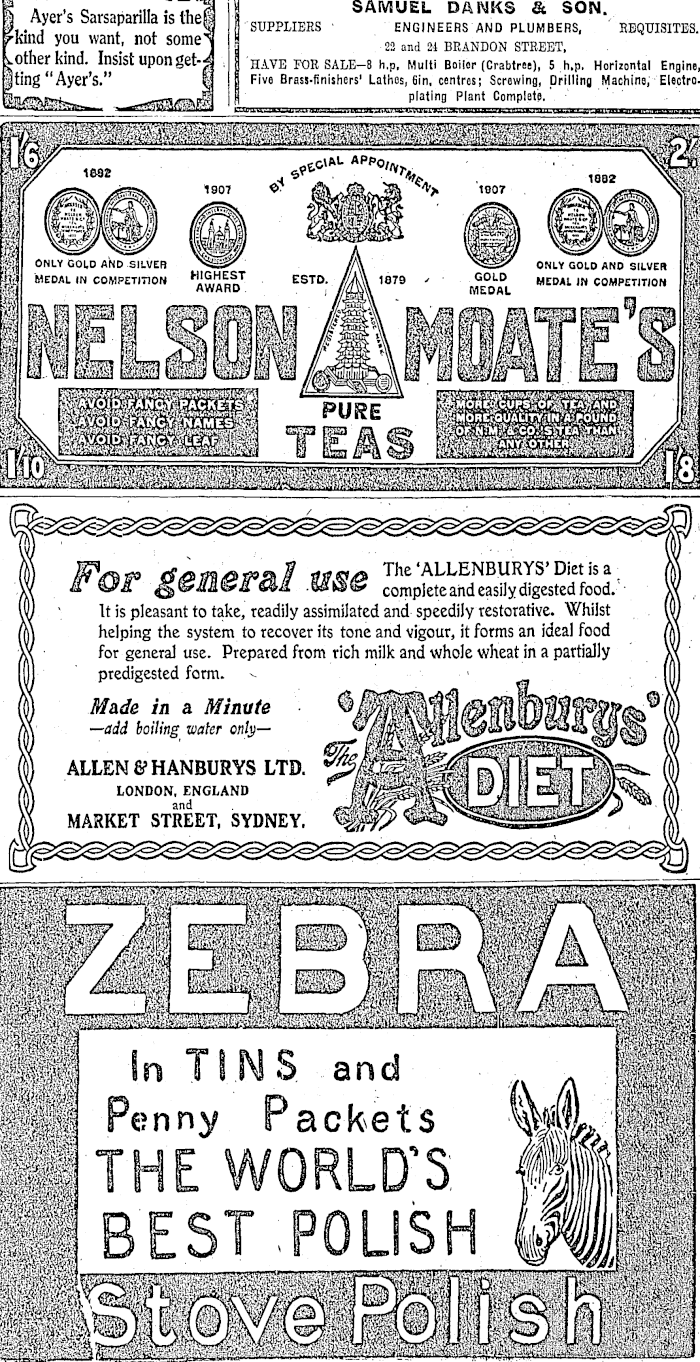 Ayer's Sarsaparilla is the
kind you want, not some
other kind. Insist upon get-
ting "Ayer's."
SAMUEL DANKS & SON.
SUPPLIERS ENGINEERS AND PLUMBERS, REQUISITES.
22 and 24 BRANDON STREET,
HAVE FOR SALE—8 h.p. Multi Boiler (Crabtree), 5 h.p. Horizontal Engine,
Five Brass-finishers' Lathes, 6in. centres; Screwing, Drilling Machine, Electro-
plating Plant Complete.
1/6
2/-
BY SPECIAL APPOINTMENT
1882
ONLY GOLD AND SILVER
MEDAL IN COMPETITION
1907
HIGHEST
AWARD
ESTD. 1879
1907
GOLD
MEDAL
1882
ONLY GOLD AND SILVER
MEDAL IN COMPETITION
NELSON MOATE'S
PURE
TEAS
AVOID FANCY PACKETS
AVOID FANCY NAMES
AVOID FANCY LEAF
MORE CUPS OF TEA AND
MORE QUALITY IN A POUND
OF N.M. & CO.'S TEA THAN
ANY OTHER
1/10
1/8
For general use The 'ALLENBURYS' Diet is a
complete and easily digested food.
It is pleasant to take, readily assimilated and speedily restorative. Whilst
helping the system to recover its tone and vigour, it forms an ideal food
for general use. Prepared from rich milk and whole wheat in a partially
predigested form.
Made in a Minute
—add boiling water only—
ALLEN & HANBURYS LTD.
LONDON, ENGLAND
and
MARKET STREET, SYDNEY.
The 'Allenburys'
DIET
ZEBRA
In TINS and
Penny Packets
THE WORLD'S
BEST POLISH
Stove Polish